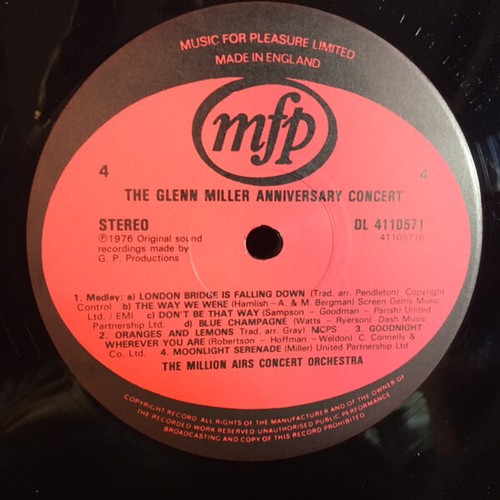 MUSIC FOR PLEASURE LIMITED
MADE IN ENGLAND
mfp
4 4
THE GLENN MILLER ANNIVERSARY CONCERT
STEREO DL 4110571
℗1976 Original sound 4110571B
recordings made by
G. P. Productions
1. Medley: a) LONDON BRIDGE IS FALLING DOWN (Trad. arr. Pendleton) Copyright
Control b) THE WAY WE WERE (Hamlish - A. & M. Bergman) Screen Gems Music
Ltd. / EMI c) DON'T BE THAT WAY (Sampson - Goodman - Parish) United
Partnership Ltd. d) BLUE CHAMPAGNE (Watts - Ryerson) Dash Music
2. ORANGES AND LEMONS Trad. arr. Gray) MCPS 3. GOODNIGHT
WHEREVER YOU ARE (Robertson - Hoffman - Weldon) C. Connelly &
Co. Ltd. 4. MOONLIGHT SERENADE (Miller) United Partnership Ltd
THE MILLION AIRS CONCERT ORCHESTRA
COPYRIGHT RECORD ALL RIGHTS OF THE MANUFACTURER AND OF THE OWNER OF
THE RECORDED WORK RESERVED UNAUTHORISED PUBLIC PERFORMANCE
BROADCASTING AND COPY OF THIS RECORD PROHIBITED